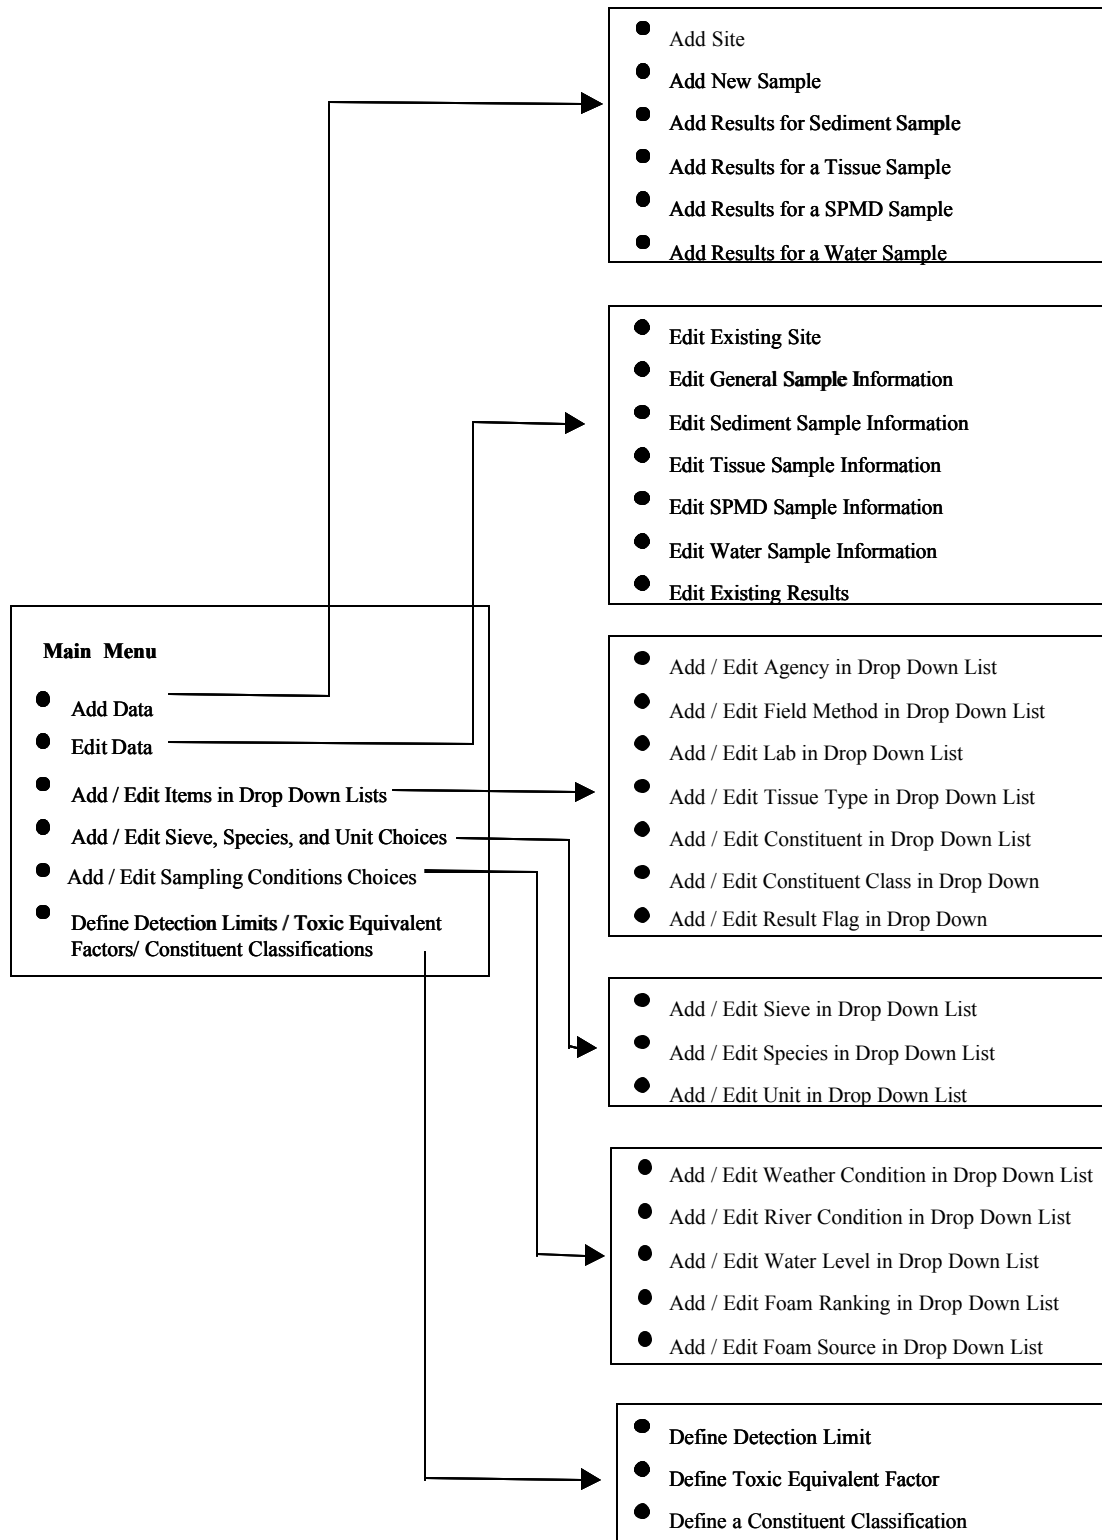 Add Site
Add New Sample
Add Results for Sediment Sample
Add Results for a Tissue Sample
Add Results for a SPMD Sample
Add Results for a Water Sample
Edit Existing Site
Edit General Sample Information
Edit Sediment Sample Information
Edit Tissue Sample Information
Edit SPMD Sample Information
Edit Water Sample Information
Edit Existing Results
Main Menu
Add Data
Edit Data
Add / Edit Items in Drop Down Lists
Add / Edit Sieve, Species, and Unit Choices
Add / Edit Sampling Conditions Choices
Define Detection Limits / Toxic Equivalent
Factors/ Constituent Classifications
Add / Edit Agency in Drop Down List
Add / Edit Field Method in Drop Down List
Add / Edit Lab in Drop Down List
Add / Edit Tissue Type in Drop Down List
Add / Edit Constituent in Drop Down List
Add / Edit Constituent Class in Drop Down
Add / Edit Result Flag in Drop Down
Add / Edit Sieve in Drop Down List
Add / Edit Species in Drop Down List
Add / Edit Unit in Drop Down List
Add / Edit Weather Condition in Drop Down List
Add / Edit River Condition in Drop Down List
Add / Edit Water Level in Drop Down List
Add / Edit Foam Ranking in Drop Down List
Add / Edit Foam Source in Drop Down List
Define Detection Limit
Define Toxic Equivalent Factor
Define a Constituent Classification